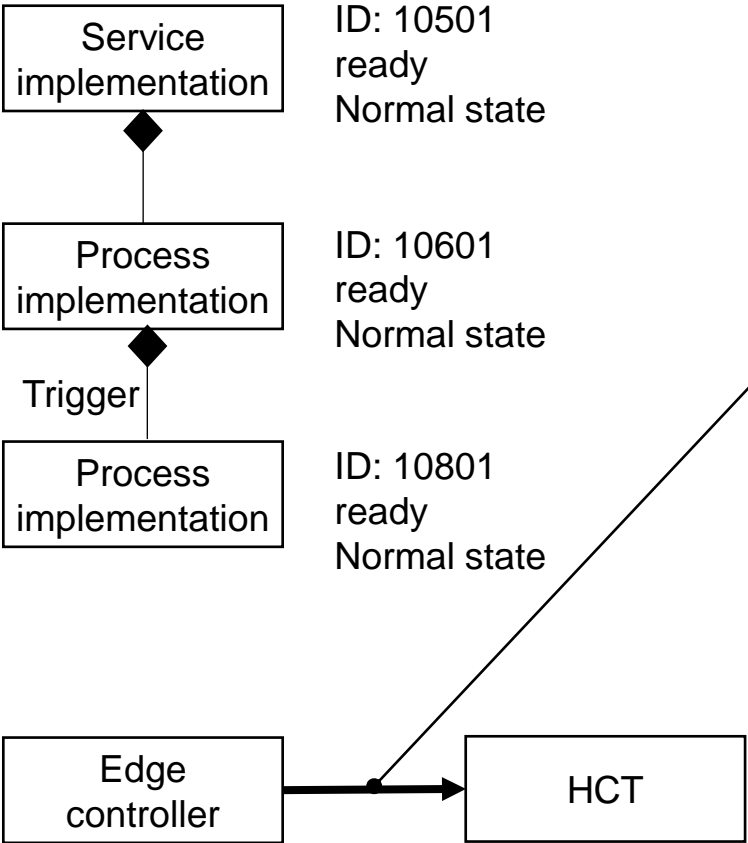 Service
implementation
ID: 10501
ready
Normal state
Process
implementation
ID: 10601
ready
Normal state
Trigger
Process
implementation
ID: 10801
ready
Normal state
Edge
controller
HCT